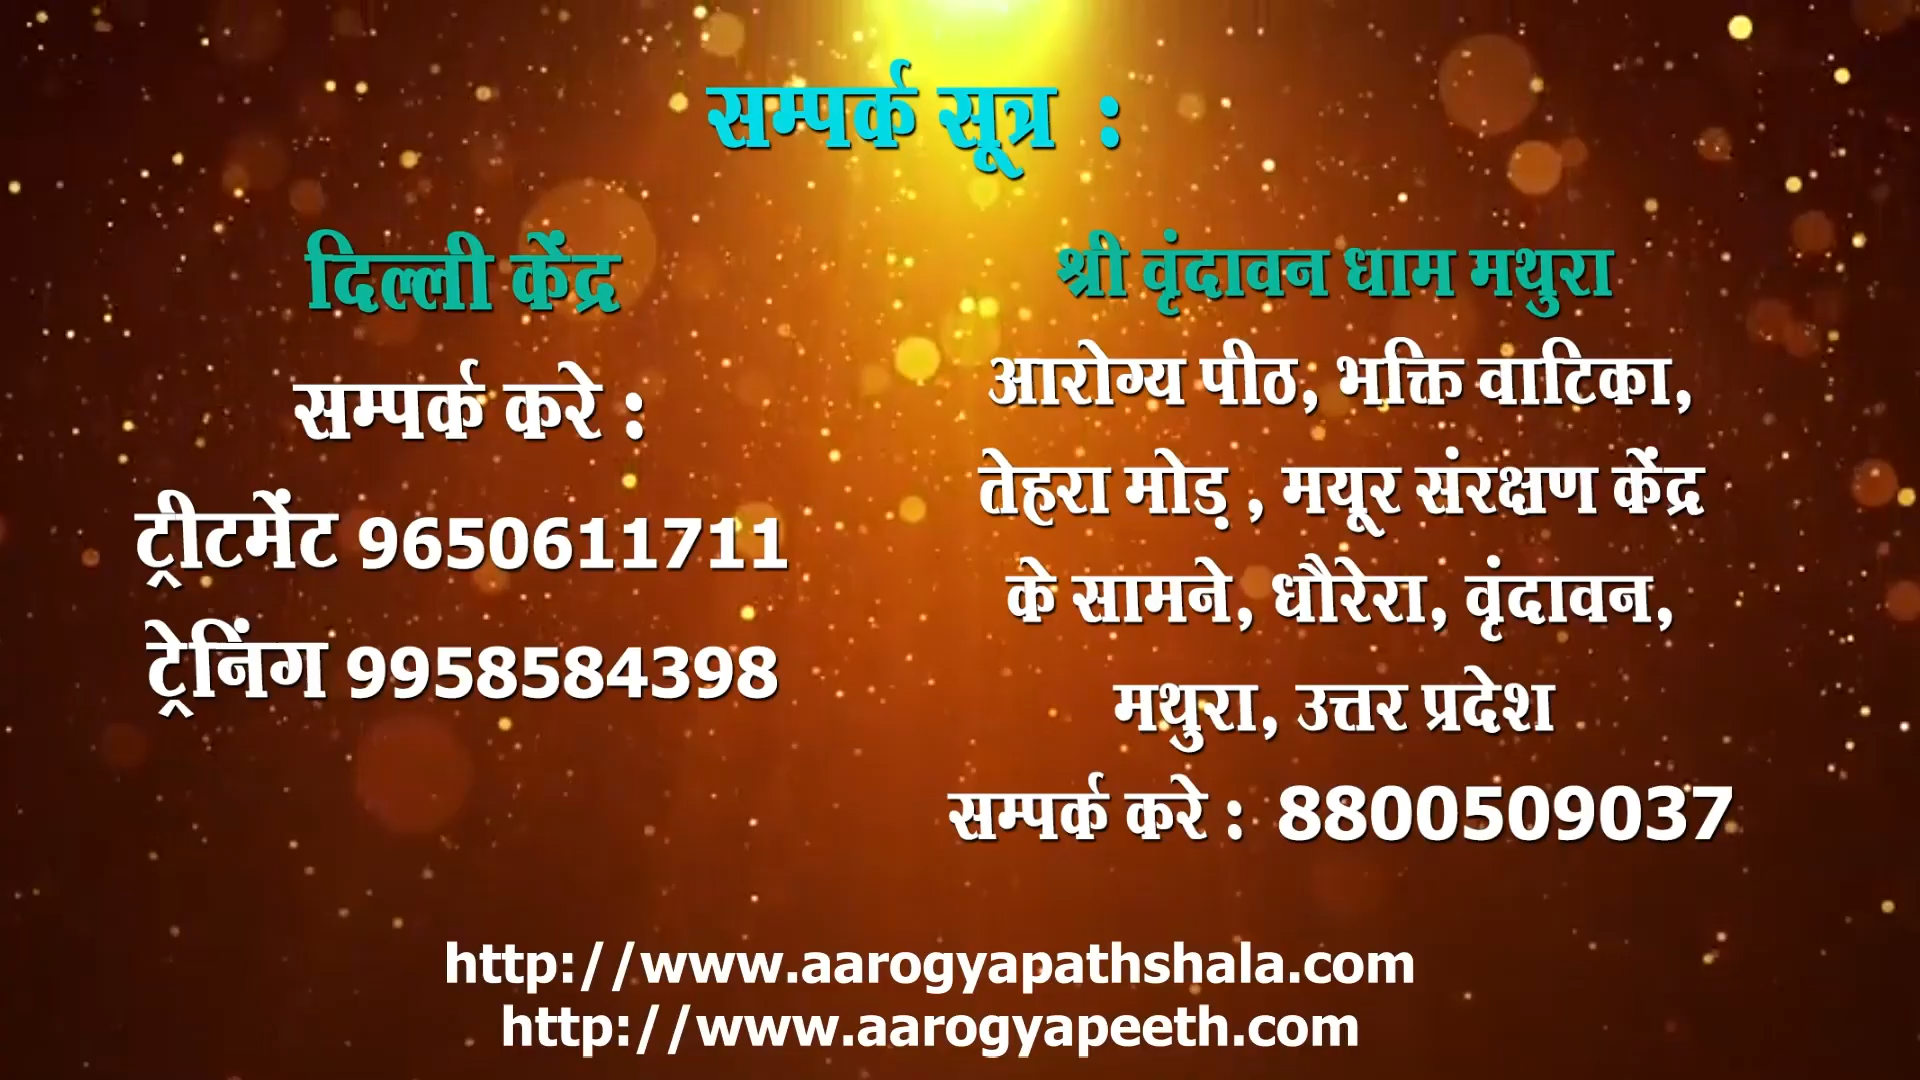 सम्पर्क सूत्र :
दिल्ली केंद्र
सम्पर्क करे :
ट्रीटमेंट 9650611711
ट्रेनिंग 9958584398
श्री वृंदावन धाम मथुरा
आरोग्य पीठ, भक्ति वाटिका,
तेहरा मोड़ , मयूर संरक्षण केंद्र
के सामने, धौरेरा, वृंदावन,
मथुरा, उत्तर प्रदेश
सम्पर्क करे : 8800509037
http://www.aarogyapathshala.com
http://www.aarogyapeeth.com